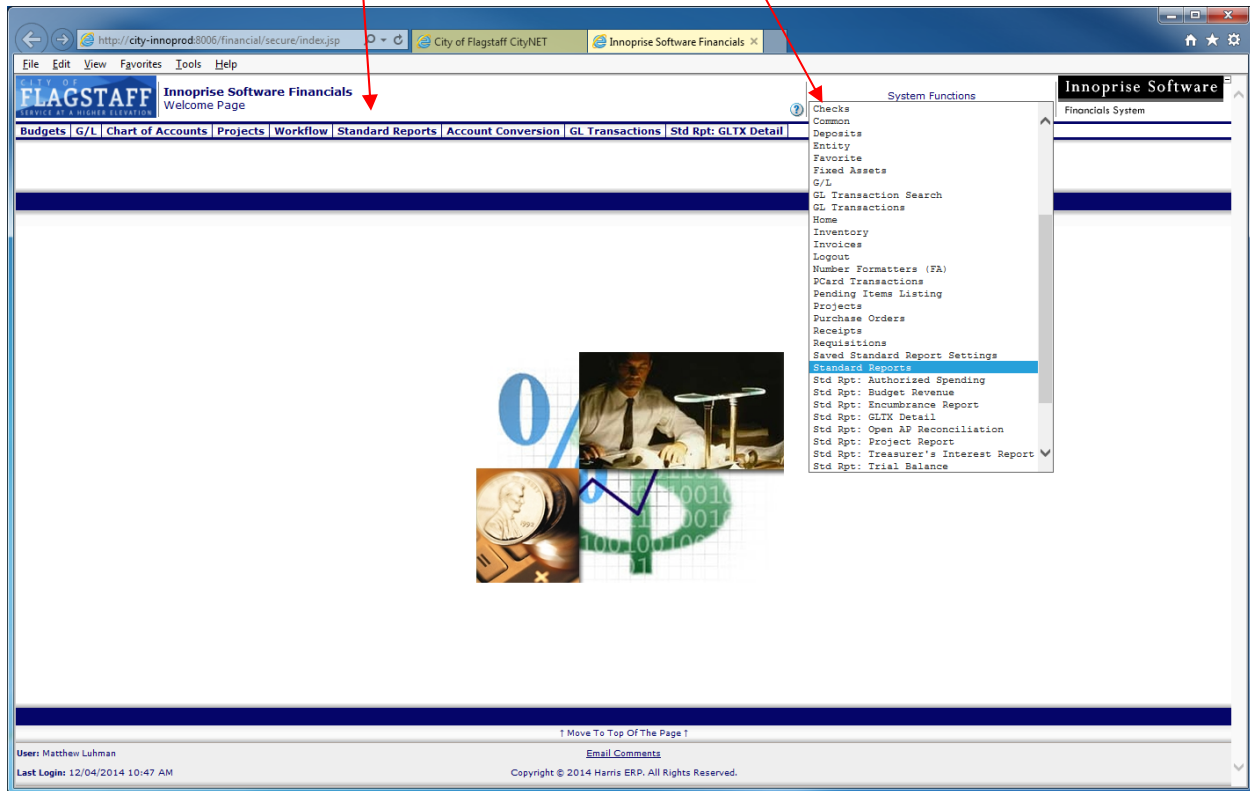 http://city-innoprod:8006/financial/secure/index.jsp
City of Flagstaff CityNET
Innoprise Software Financials
File Edit View Favorites Tools Help
CITY OF
FLAGSTAFF
SERVICE AT A HIGHER ELEVATION
Innoprise Software Financials
Welcome Page
System Functions
Innoprise Software
Financials System
Budgets G/L Chart of Accounts Projects Workflow Standard Reports Account Conversion GL Transactions Std Rpt: GLTX Detail
Checks
Common
Deposits
Entity
Favorite
Fixed Assets
G/L
GL Transaction Search
GL Transactions
Home
Inventory
Invoices
Logout
Number Formatters (FA)
PCard Transactions
Pending Items Listing
Projects
Purchase Orders
Receipts
Requisitions
Saved Standard Report Settings
Standard Reports
Std Rpt: Authorized Spending
Std Rpt: Budget Revenue
Std Rpt: Encumbrance Report
Std Rpt: GLTX Detail
Std Rpt: Open AP Reconciliation
Std Rpt: Project Report
Std Rpt: Treasurer's Interest Report
Std Rpt: Trial Balance
↑ Move To Top Of The Page ↑
User: Matthew Luhman
Email Comments
Last Login: 12/04/2014 10:47 AM
Copyright © 2014 Harris ERP. All Rights Reserved.